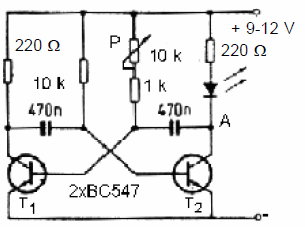 + 9-12 V
220 Ω
P
10 k
220 Ω
10 k
1 k
470n
470n
A
T1
2xBC547
T2
-